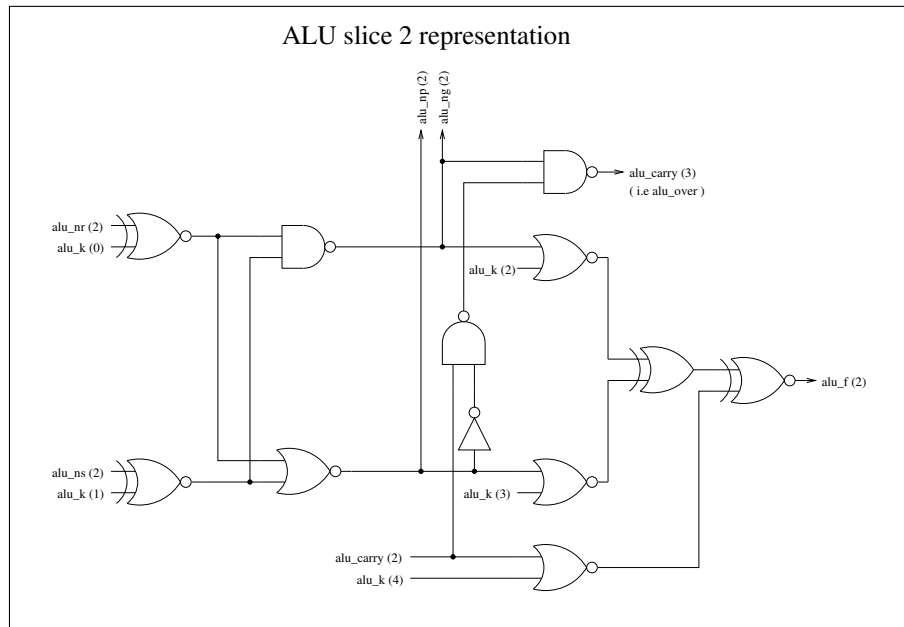 ALU slice 2 representation
alu_np (2)
alu_ng (2)
alu_carry (3)
( i.e alu_over )
alu_nr (2)
alu_k (0)
alu_k (2)
alu_f (2)
alu_ns (2)
alu_k (1)
alu_k (3)
alu_carry (2)
alu_k (4)